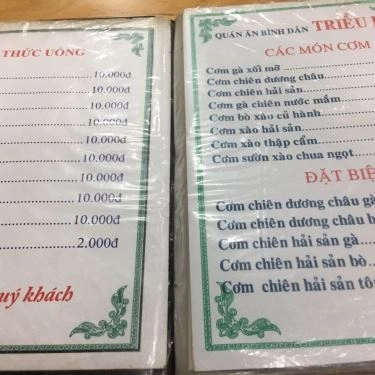 THỨC UỐNG
10.000đ
10.000đ
10.000đ
10.000đ
10.000đ
10.000đ
10.000đ
10.000đ
10.000đ
2.000đ
quý khách
QUÁN ĂN BÌNH DÂN TRIỀU
CÁC MÓN CƠM
Cơm gà xối mỡ
Cơm chiên dương châu
Cơm chiên hải sản
Cơm gà chiên nước mắm
Cơm bò xào củ hành
Cơm xào hải sản
Cơm xào thập cẩm
Cơm sườn xào chua ngọt
ĐẶT BIỆ
Cơm chiên dương châu gà
Cơm chiên dương châu b
Cơm chiên hải sản gà
Cơm chiên hải sản bò
Cơm chiên hải sản tô